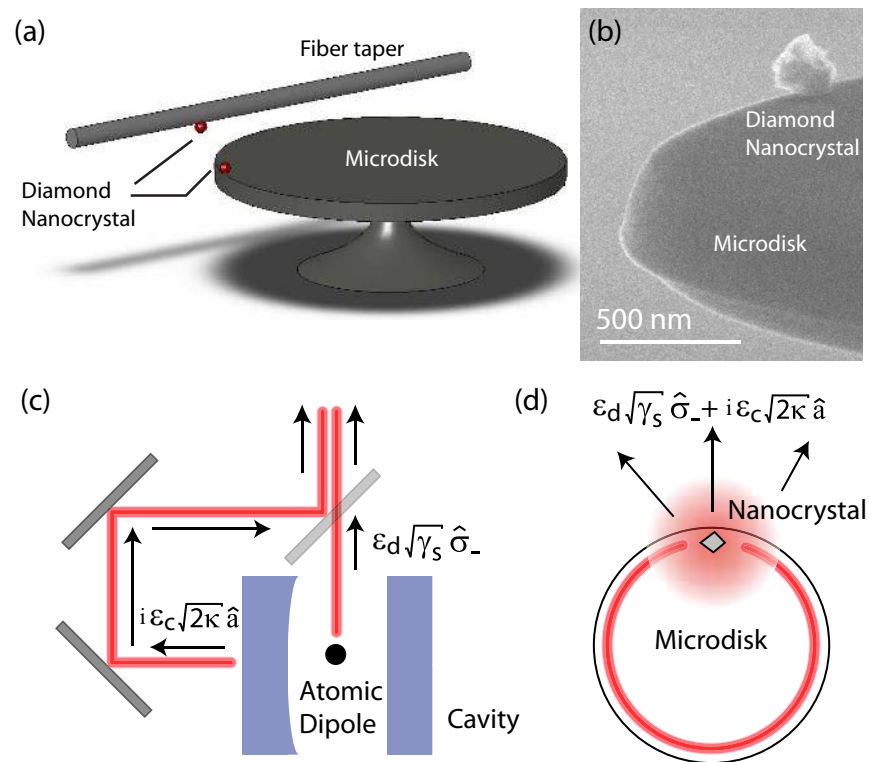 (a)
Fiber taper
Microdisk
Diamond
Nanocrystal
(b)
Diamond
Nanocrystal
Microdisk
500 nm
(c)
ε_d√γ_s σ̂_-
i ε_c√2κ â
Atomic
Dipole
Cavity
(d)
ε_d√γ_s σ̂_- + i ε_c√2κ â
Nanocrystal
Microdisk